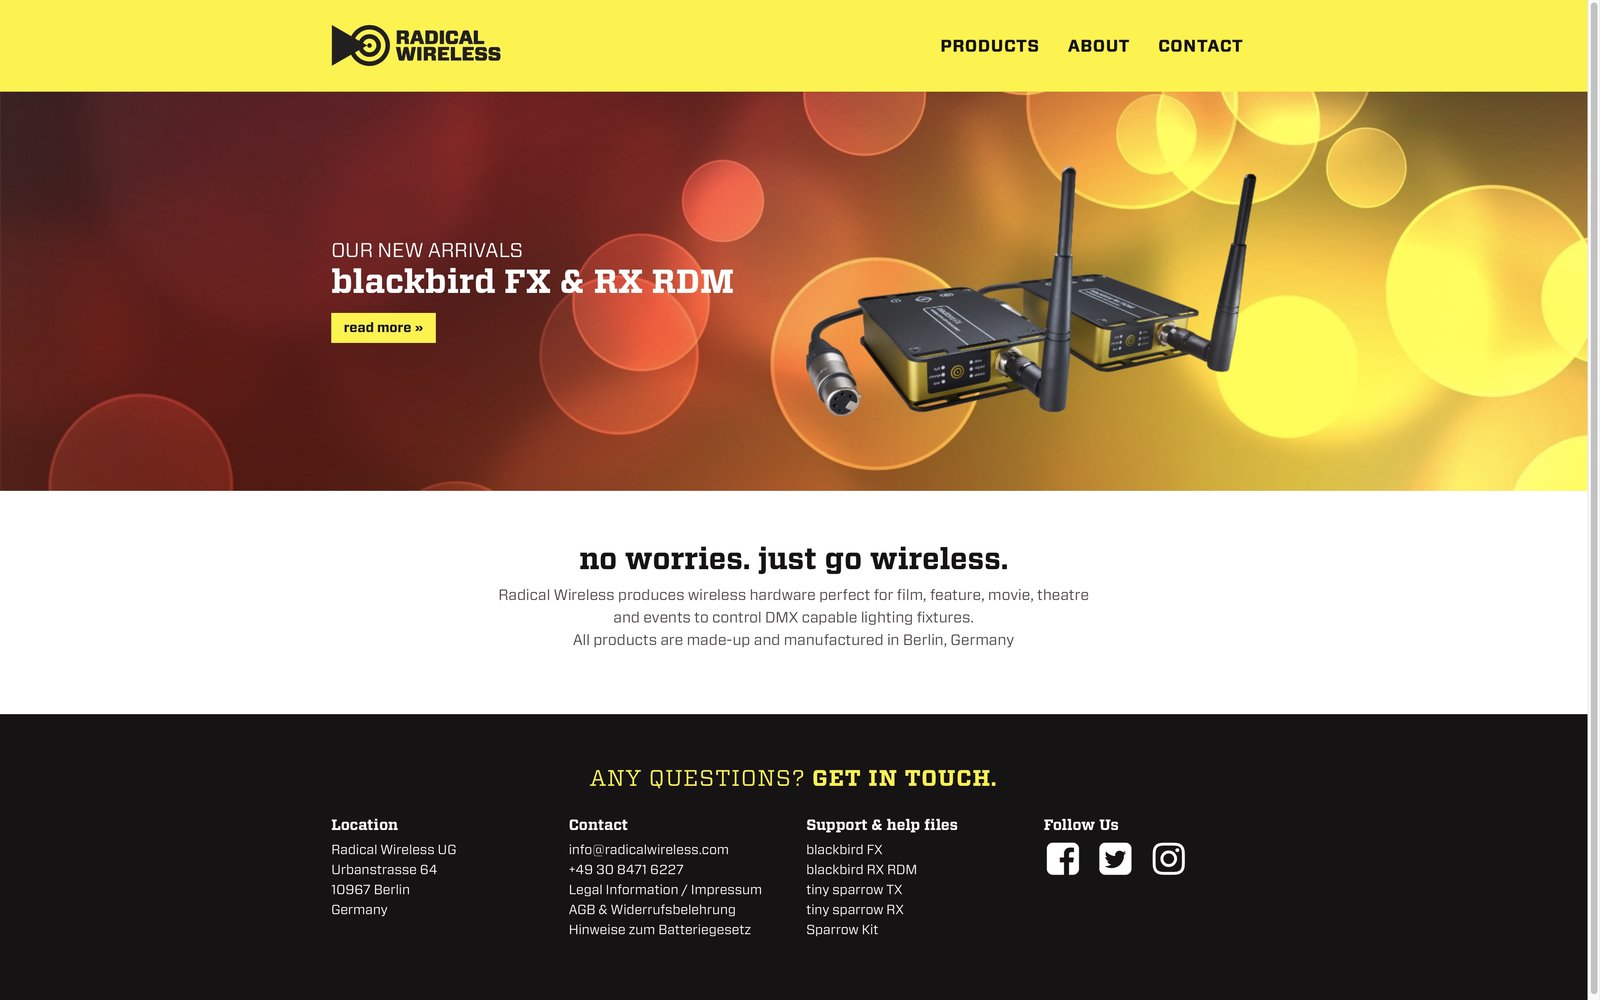 RADICAL
WIRELESS
PRODUCTS ABOUT CONTACT
OUR NEW ARRIVALS
blackbird FX & RX RDM
read more »
no worries. just go wireless.
Radical Wireless produces wireless hardware perfect for film, feature, movie, theatre
and events to control DMX capable lighting fixtures.
All products are made-up and manufactured in Berlin, Germany
ANY QUESTIONS? GET IN TOUCH.
Location
Radical Wireless UG
Urbanstrasse 64
10967 Berlin
Germany
Contact
info@radicalwireless.com
+49 30 8471 6227
Legal Information / Impressum
AGB & Widerrufsbelehrung
Hinweise zum Batteriegesetz
Support & help files
blackbird FX
blackbird RX RDM
tiny sparrow TX
tiny sparrow RX
Sparrow Kit
Follow Us